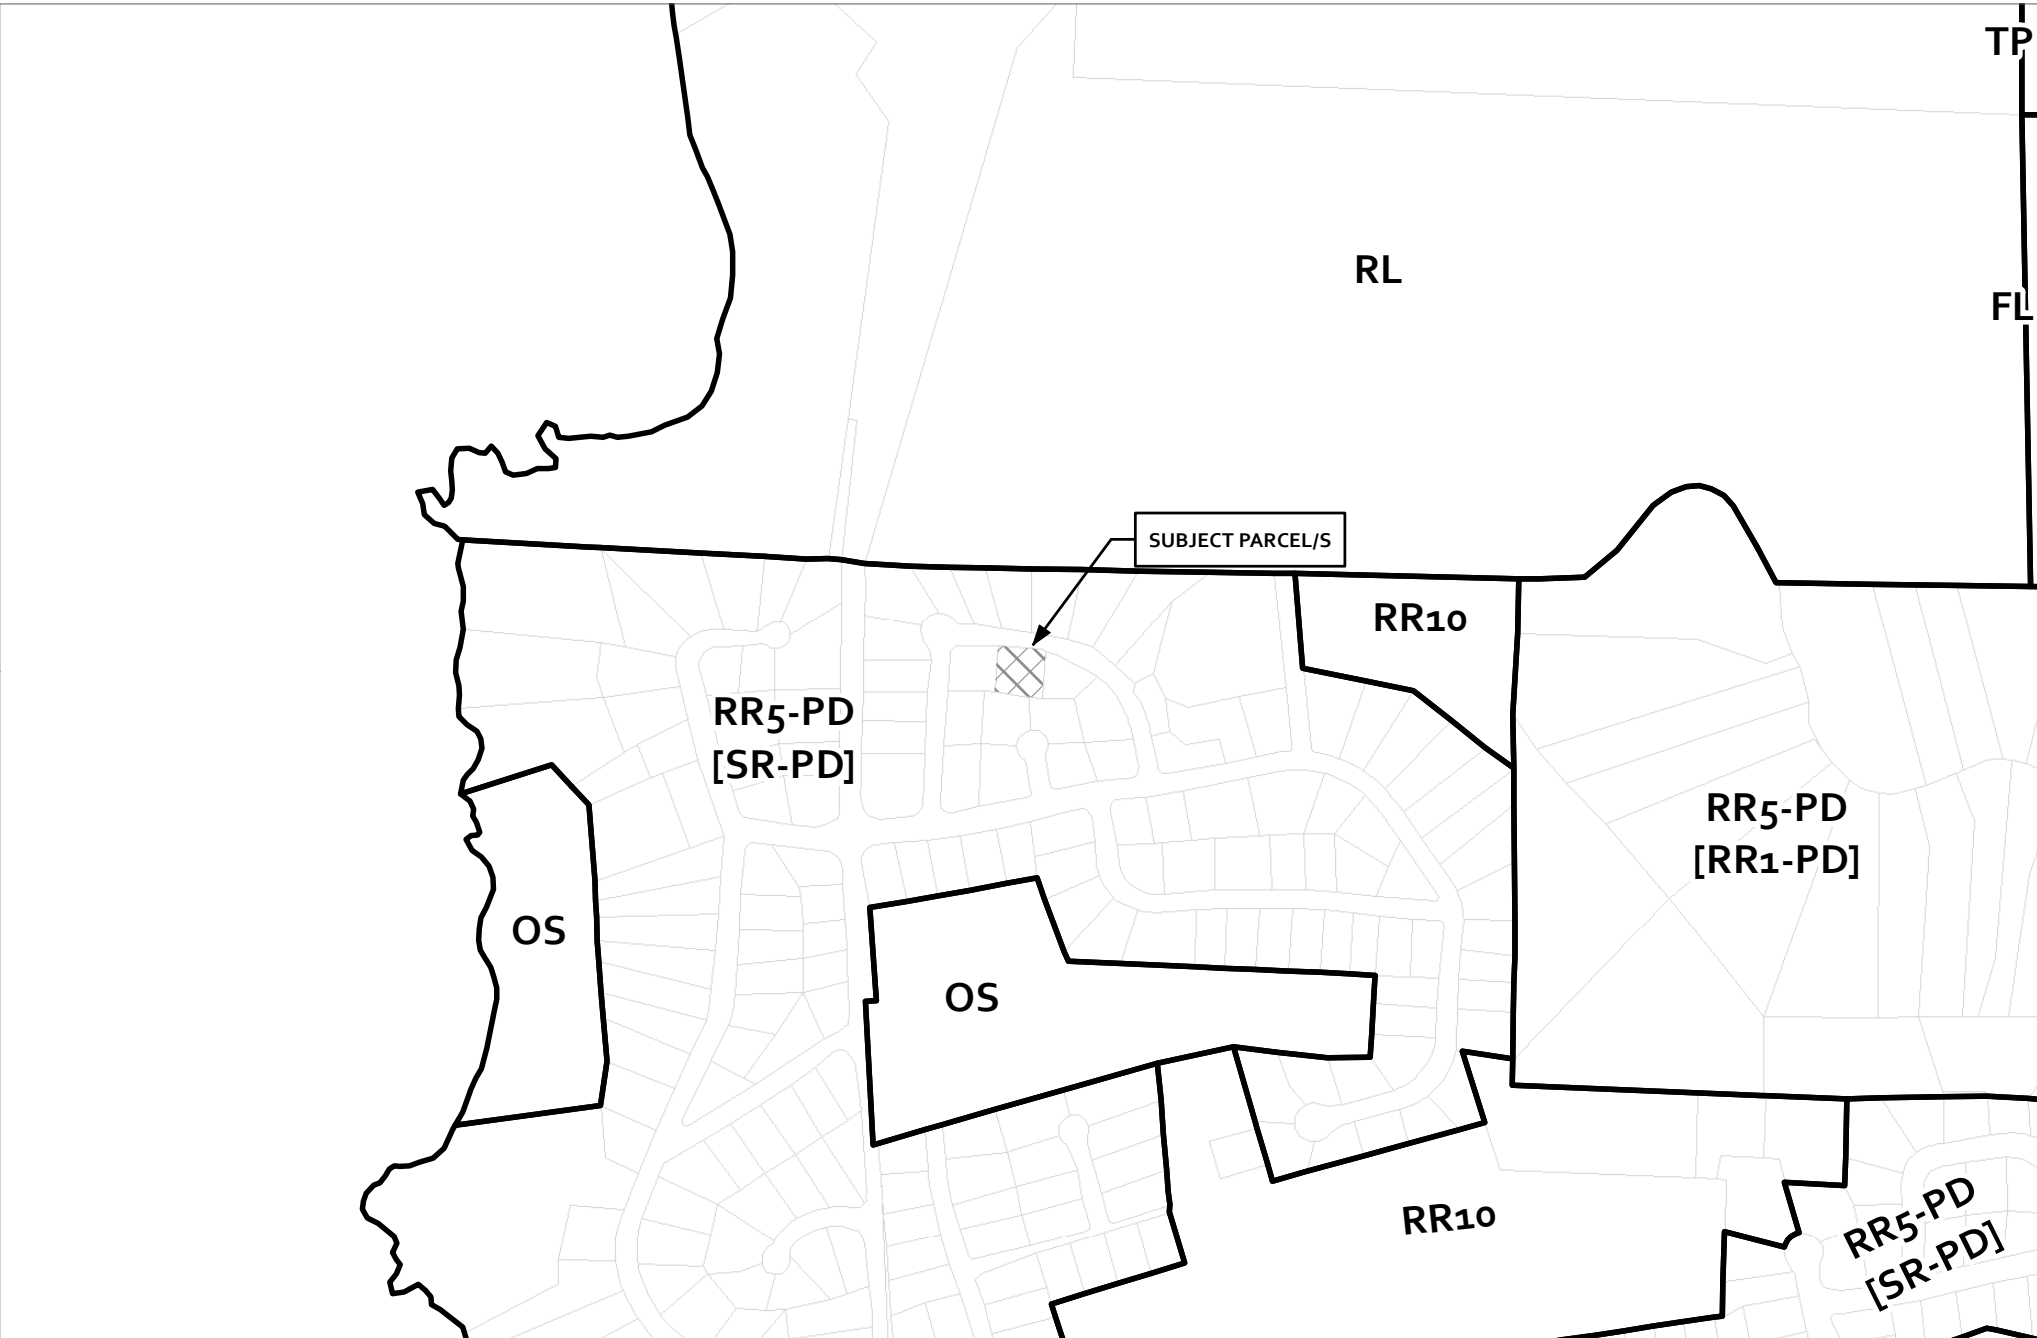 TP
RL
FL
SUBJECT PARCEL/S
RR10
RR5-PD
[SR-PD]
RR5-PD
[RR1-PD]
OS
OS
RR10
RR5-PD
[SR-PD]